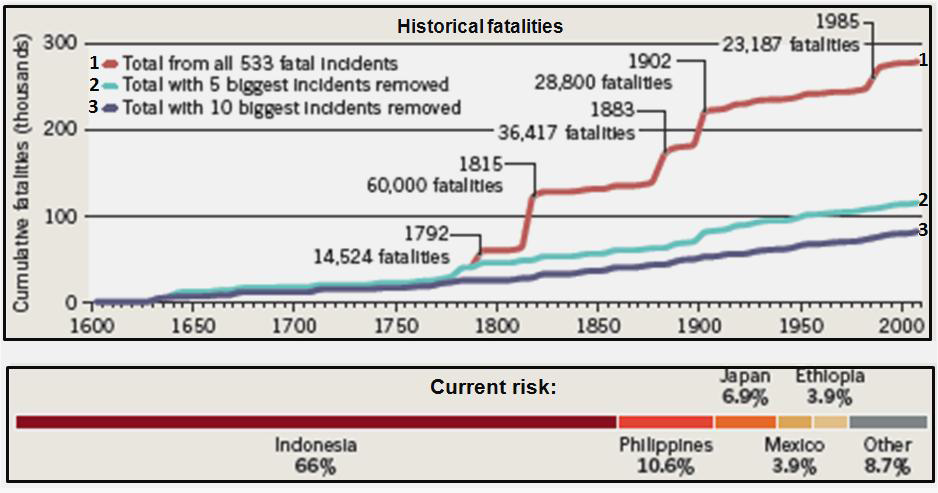 Historical fatalities
Cumulative fatalities (thousands)
300
200
100
0
1 Total from all 533 fatal incidents
2 Total with 5 biggest incidents removed
3 Total with 10 biggest incidents removed
1985
23,187 fatalities
1902
28,800 fatalities
1883
36,417 fatalities
1815
60,000 fatalities
1792
14,524 fatalities
1
2
3
1600 1650 1700 1750 1800 1850 1900 1950 2000
Current risk:
Japan
6.9%
Ethiopia
3.9%
Indonesia
66%
Philippines
10.6%
Mexico
3.9%
Other
8.7%